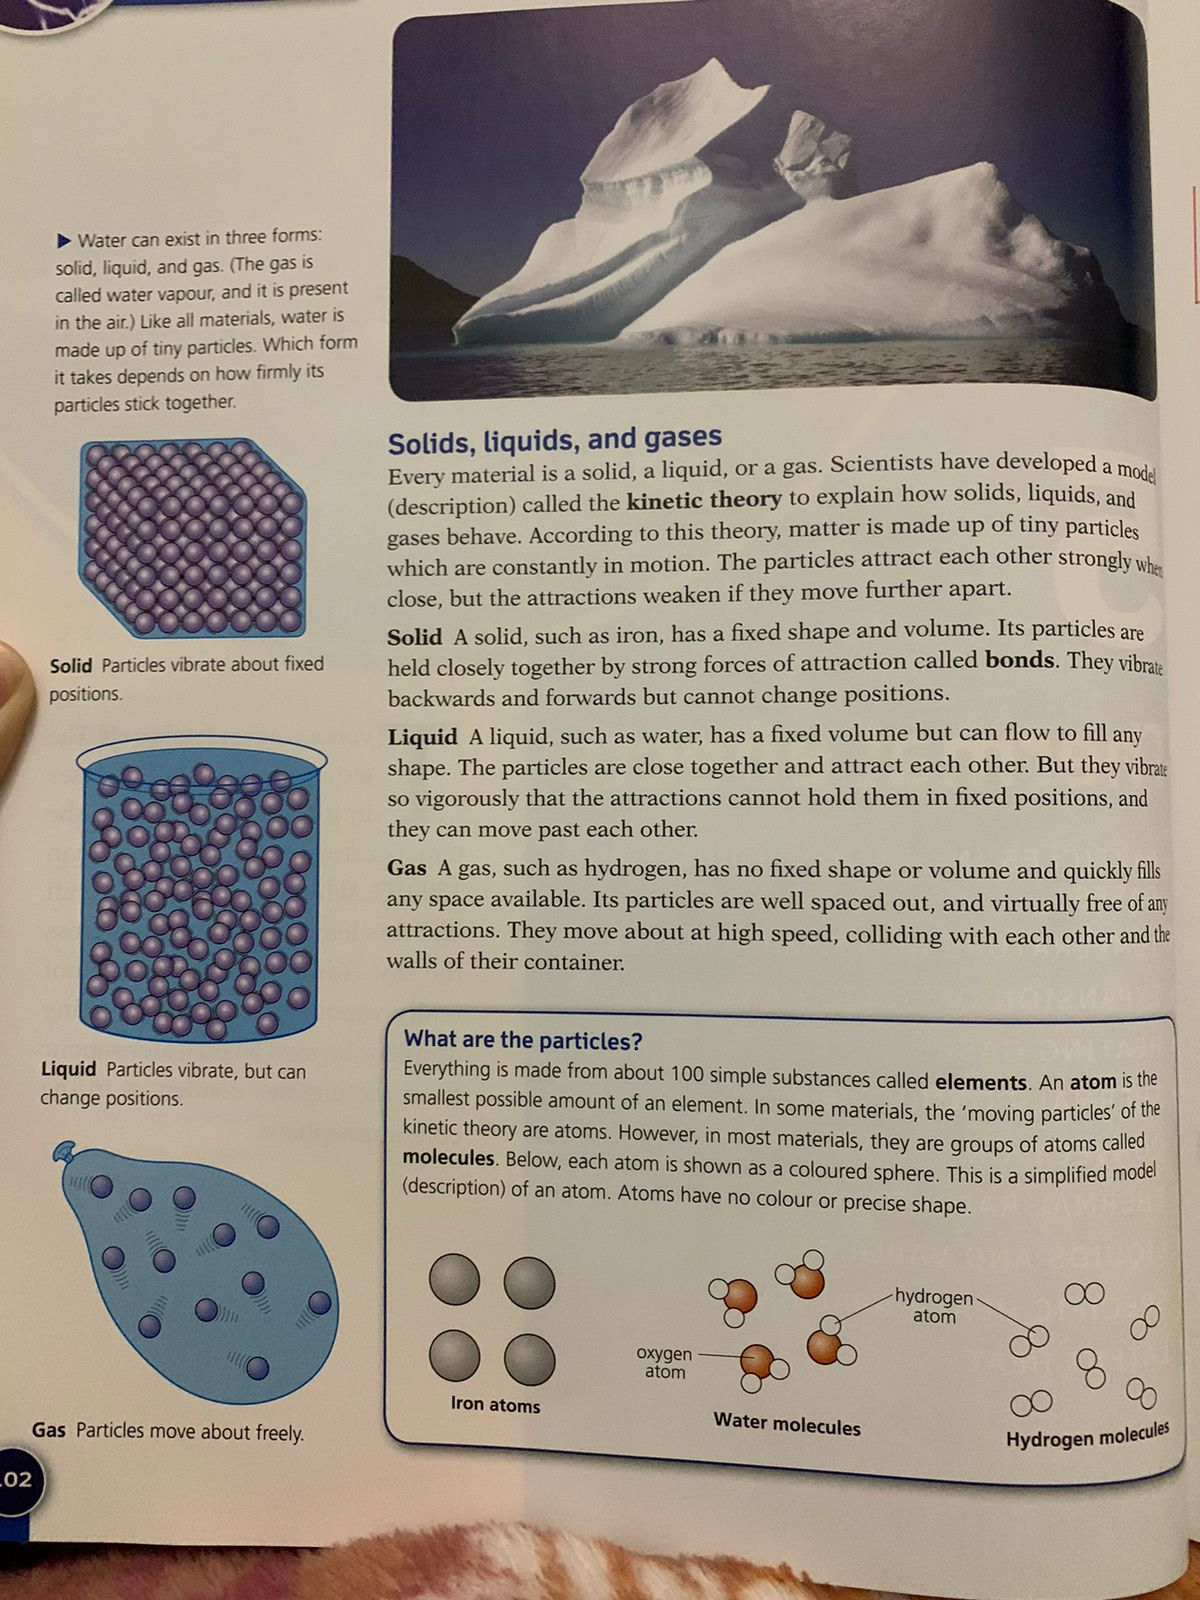 ▶ Water can exist in three forms:
solid, liquid, and gas. (The gas is
called water vapour, and it is present
in the air.) Like all materials, water is
made up of tiny particles. Which form
it takes depends on how firmly its
particles stick together.
Solid Particles vibrate about fixed
positions.
Liquid Particles vibrate, but can
change positions.
Gas Particles move about freely.
Solids, liquids, and gases
Every material is a solid, a liquid, or a gas. Scientists have developed a model
(description) called the kinetic theory to explain how solids, liquids, and
gases behave. According to this theory, matter is made up of tiny particles
which are constantly in motion. The particles attract each other strongly when
close, but the attractions weaken if they move further apart.
Solid A solid, such as iron, has a fixed shape and volume. Its particles are
held closely together by strong forces of attraction called bonds. They vibrate
backwards and forwards but cannot change positions.
Liquid A liquid, such as water, has a fixed volume but can flow to fill any
shape. The particles are close together and attract each other. But they vibrate
so vigorously that the attractions cannot hold them in fixed positions, and
they can move past each other.
Gas A gas, such as hydrogen, has no fixed shape or volume and quickly fills
any space available. Its particles are well spaced out, and virtually free of any
attractions. They move about at high speed, colliding with each other and the
walls of their container.
What are the particles?
Everything is made from about 100 simple substances called elements. An atom is the
smallest possible amount of an element. In some materials, the ‘moving particles’ of the
kinetic theory are atoms. However, in most materials, they are groups of atoms called
molecules. Below, each atom is shown as a coloured sphere. This is a simplified model
(description) of an atom. Atoms have no colour or precise shape.
hydrogen
atom
oxygen
atom
Iron atoms
Water molecules
Hydrogen molecules
02